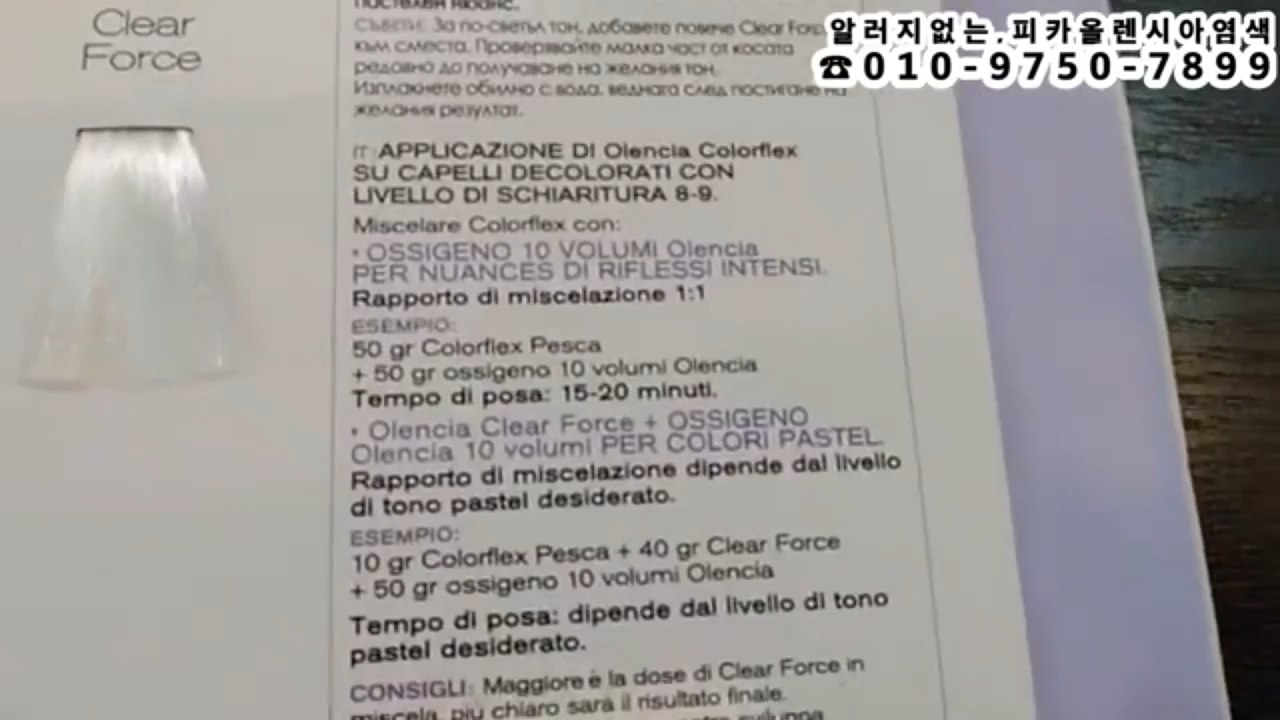 알러지없는,피카올렌시아염색
☎010-9750-7899
Clear
Force
СЪВЕТИ: За по-светъл тон, добавете повече Clear Force
към сместа. Проверявайте малка част от косата
редовно до получаване на желания тон.
Изплакнете обилно с вода, веднага след постигане на
желания резултат.
IT: APPLICAZIONE DI Olencia Colorflex
SU CAPELLI DECOLORATI CON
LIVELLO DI SCHIARITURA 8-9.
Miscelare Colorflex con:
• OSSIGENO 10 VOLUMI Olencia
PER NUANCES DI RIFLESSI INTENSI.
Rapporto di miscelazione 1:1
ESEMPIO:
50 gr Colorflex Pesca
+ 50 gr ossigeno 10 volumi Olencia
Tempo di posa: 15-20 minuti.
• Olencia Clear Force + OSSIGENO
Olencia 10 volumi PER COLORI PASTEL.
Rapporto di miscelazione dipende dal livello
di tono pastel desiderato.
ESEMPIO:
10 gr Colorflex Pesca + 40 gr Clear Force
+ 50 gr ossigeno 10 volumi Olencia
Tempo di posa: dipende dal livello di tono
pastel desiderato.
CONSIGLI: Maggiore è la dose di Clear Force in
miscela, più chiaro sarà il risultato finale.